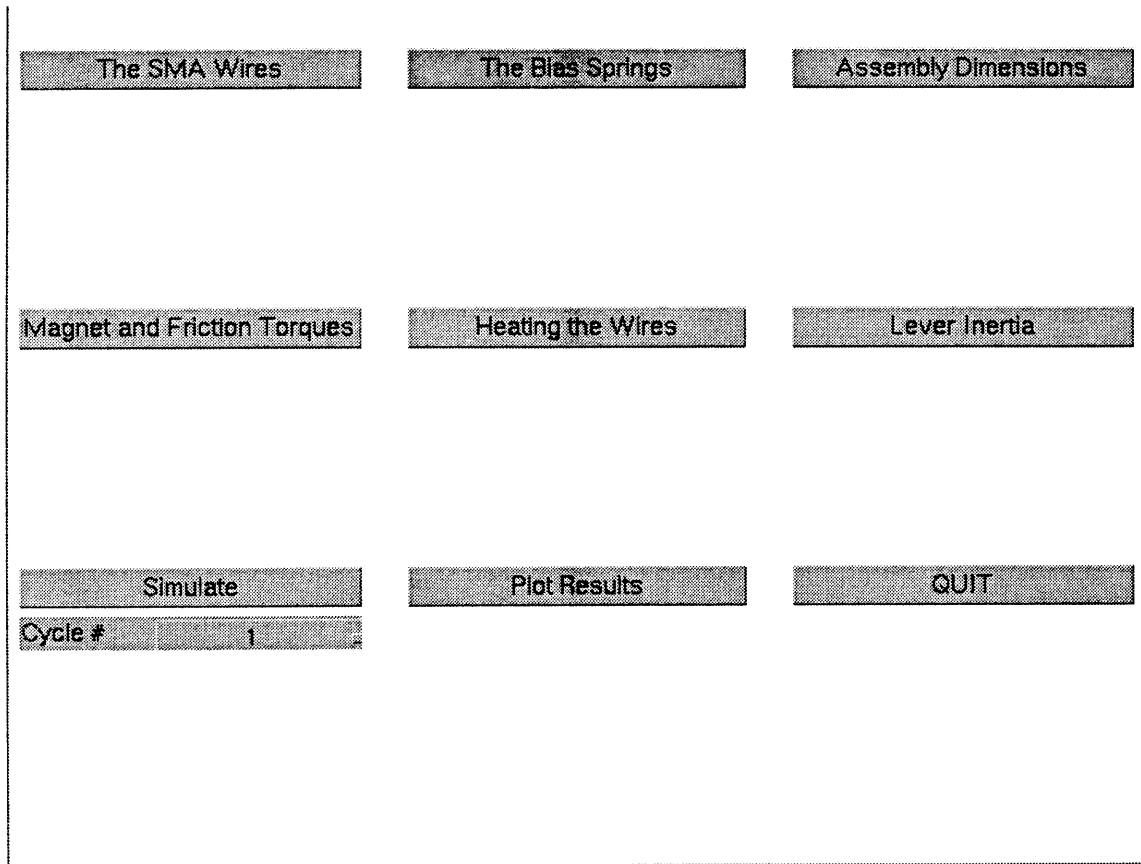 The SMA Wires
The Bias Springs
Assembly Dimensions
Magnet and Friction Torques
Heating the Wires
Lever Inertia
Simulate
Plot Results
QUIT
Cycle # 1